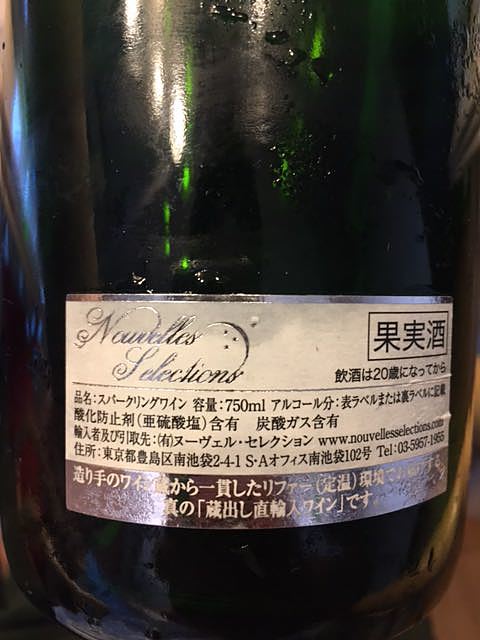 Nouvelles
Selections
果実酒
飲酒は20歳になってから
品名:スパークリングワイン 容量:750ml アルコール分:表ラベルまたは裏ラベルに記載
酸化防止剤(亜硫酸塩)含有 炭酸ガス含有
輸入者及び引取先:(有)ヌーヴェル・セレクション www.nouvellesselections.com
住所:東京都豊島区南池袋2-4-1 S・Aオフィス南池袋102号 Tel:03-5957-1955
造り手のワイン蔵から一貫したリファー(定温)環境で
真の「蔵出し直輸入ワイン」です